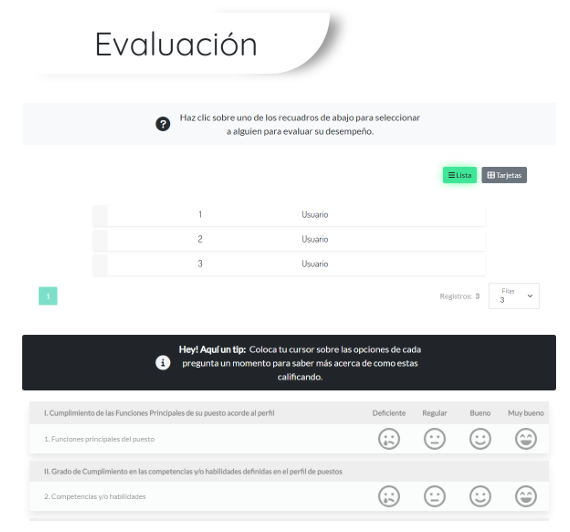 Evaluación
Haz clic sobre uno de los recuadros de abajo para seleccionar
a alguien para evaluar su desempeño.
Lista Tarjetas
1 Usuario
2 Usuario
3 Usuario
1 Registros: 3 Filas
3
Hey! Aquí un tip: Coloca tu cursor sobre las opciones de cada
pregunta un momento para saber más acerca de como estas
calificando.
I. Cumplimiento de las Funciones Principales de su puesto acorde al perfil Deficiente Regular Bueno Muy bueno
1. Funciones principales del puesto
II. Grado de Cumplimiento en las competencias y/o habilidades definidas en el perfil de puestos
2. Competencias y/o habilidades